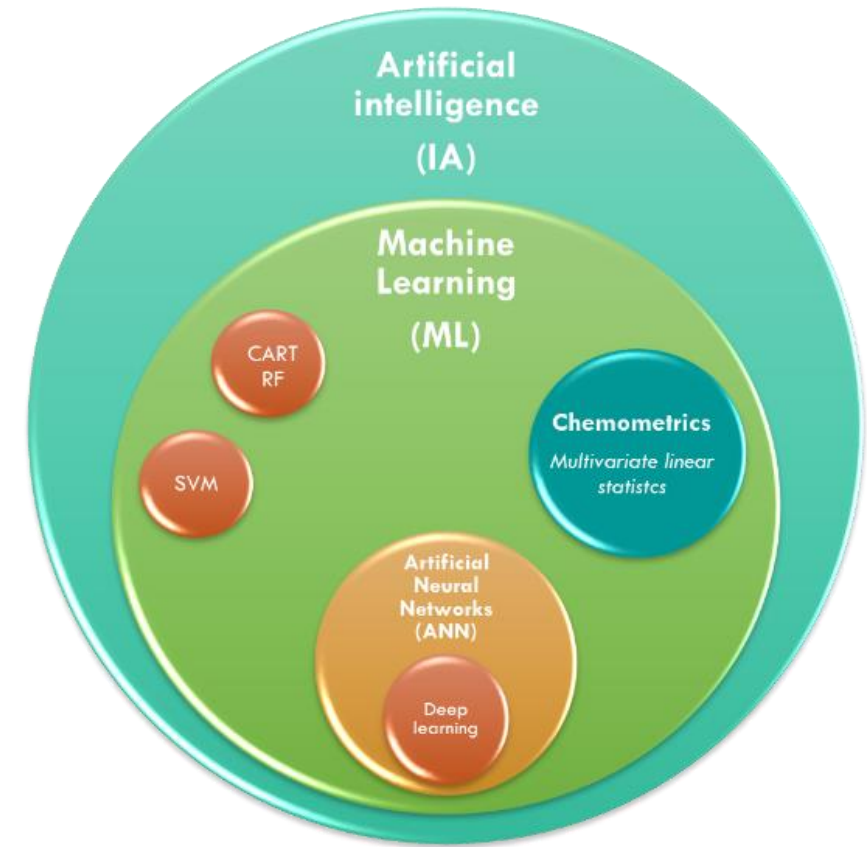 Artificial
intelligence
(IA)
Machine
Learning
(ML)
CART
RF
SVM
Chemometrics
Multivariate linear
statistcs
Artificial
Neural
Networks
(ANN)
Deep
learning